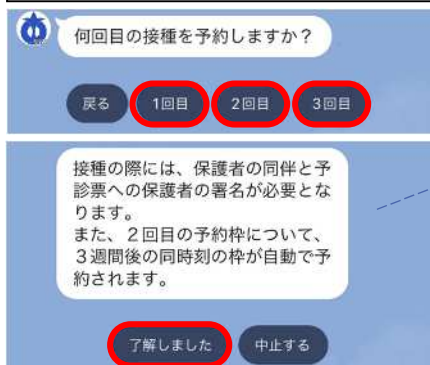 何回目の接種を予約しますか？
戻る 1回目 2回目 3回目
接種の際には、保護者の同伴と予
診票への保護者の署名が必要とな
ります。
また、２回目の予約枠について、
３週間後の同時刻の枠が自動で予
約されます。
了解しました 中止する